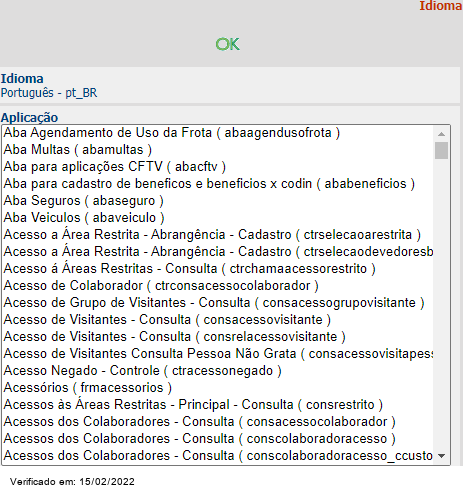 Idioma
OK
Idioma
Português - pt_BR
Aplicação
Aba Agendamento de Uso da Frota ( abaagendusofrota )
Aba Multas ( abamultas )
Aba para aplicações CFTV ( abacftv )
Aba para cadastro de beneficos e beneficios x codin ( ababeneficios )
Aba Seguros ( abaseguro )
Aba Veiculos ( abaveiculo )
Acesso a Área Restrita - Abrangência - Cadastro ( ctrselecaoarestrita )
Acesso a Área Restrita - Abrangência - Cadastro ( ctrselecaodevedoresb
Acesso á Áreas Restritas - Consulta ( ctrchamaacessorestrito )
Acesso de Colaborador ( ctrconsacessocolaborador )
Acesso de Grupo de Visitantes - Consulta ( consacessogrupovisitante )
Acesso de Visitantes - Consulta ( consacessovisitante )
Acesso de Visitantes - Consulta ( consrelacessovisitante )
Acesso de Visitantes Consulta Pessoa Não Grata ( consacessovisitapess
Acesso Negado - Controle ( ctracessonegado )
Acessórios ( frmacessorios )
Acessos às Áreas Restritas - Principal - Consulta ( consrestrito )
Acessos dos Colaboradores - Consulta ( consacessocolaborador )
Acessos dos Colaboradores - Consulta ( conscolaboradoracesso )
Acessos dos Colaboradores - Consulta ( conscolaboradoracesso_ccusto
Verificado em: 15/02/2022